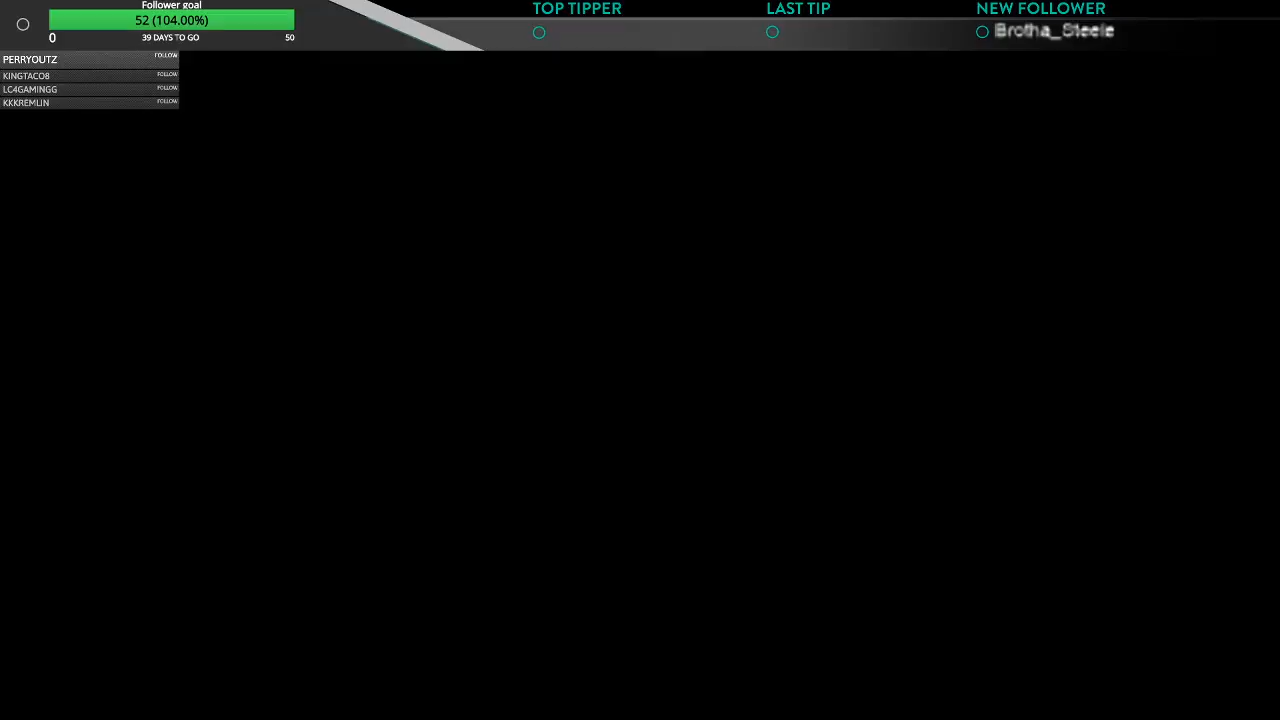 Follower goal
52 (104.00%)
0 39 DAYS TO GO 50
TOP TIPPER
LAST TIP
NEW FOLLOWER
Brotha_Steele
PERRYOUTZ FOLLOW
KINGTACO8 FOLLOW
LC4GAMINGG FOLLOW
KKKREMLIN FOLLOW